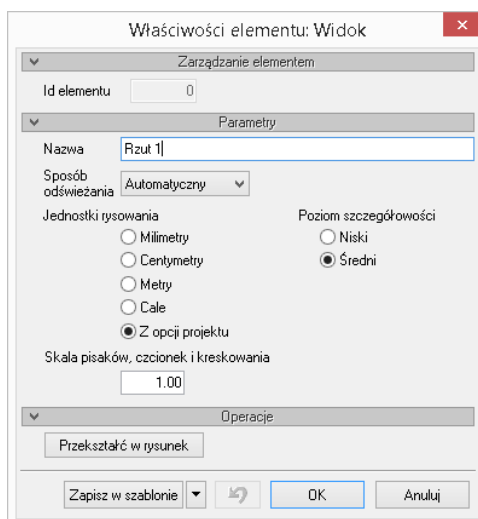 Właściwości elementu: Widok
Zarządzanie elementem
Id elementu 0
Parametry
Nazwa Rzut 1
Sposób
odświeżania Automatyczny
Jednostki rysowania Poziom szczegółowości
Milimetry Niski
Centymetry Średni
Metry
Cale
Z opcji projektu
Skala pisaków, czcionek i kreskowania
1.00
Operacje
Przekształć w rysunek
Zapisz w szablonie OK Anuluj